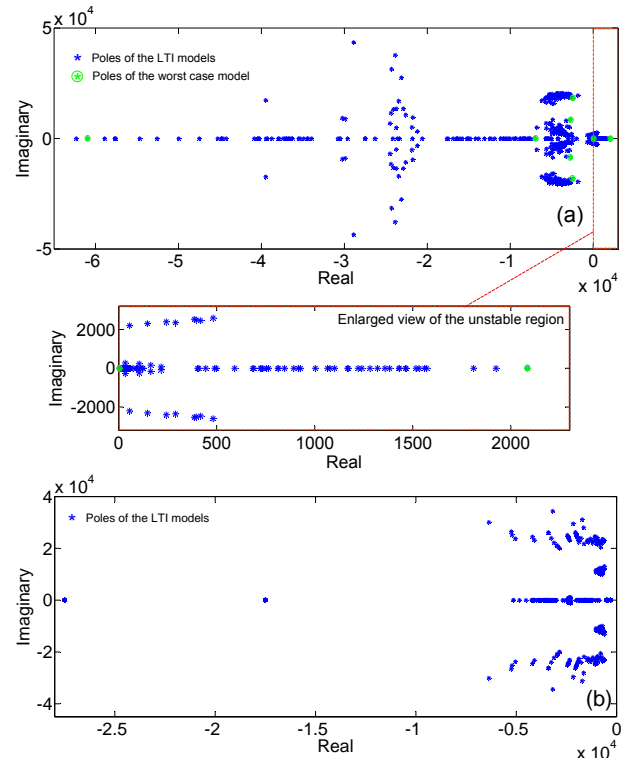 5 x 10^4
Poles of the LTI models
Poles of the worst case model
Imaginary
0
-5
(a)
-6 -5 -4 -3 -2 -1 0
Real
x 10^4
Enlarged view of the unstable region
Imaginary
2000
0
-2000
0 500 1000 1500 2000
Real
4 x 10^4
Poles of the LTI models
Imaginary
2
0
-2
-4
(b)
-2.5 -2 -1.5 -1 -0.5 0
Real
x 10^4